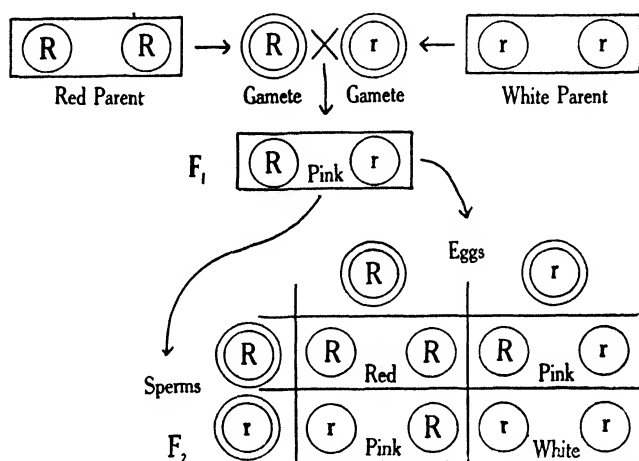 R R R r r r
Red Parent Gamete Gamete White Parent
F₁ R Pink r
Eggs
R r
Sperms R R Red R R Pink r
F₂ r r Pink R r White r